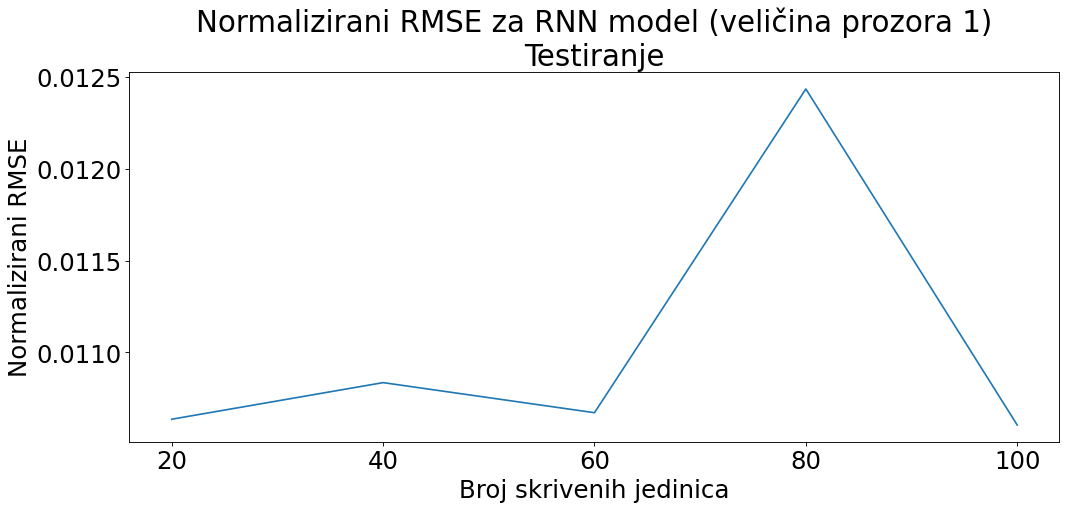 Normalizirani RMSE za RNN model (veličina prozora 1)
Testiranje
Normalizirani RMSE
0.0125
0.0120
0.0115
0.0110
20 40 60 80 100
Broj skrivenih jedinica